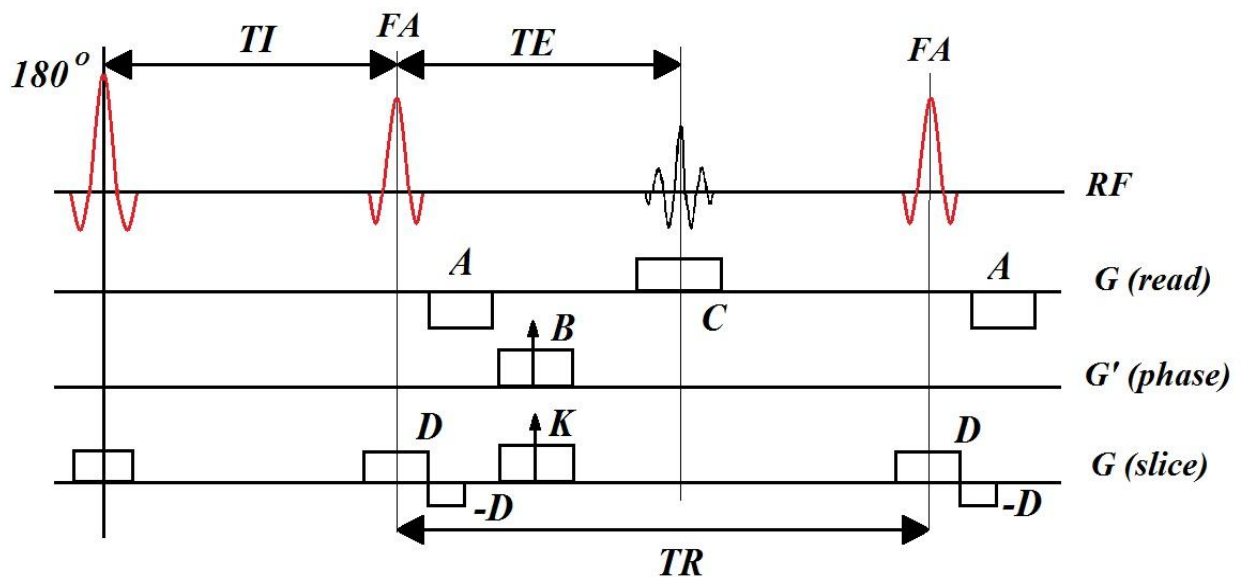 TI
FA
TE
FA
180°
RF
A
A
G (read)
C
B
G' (phase)
D
K
D
G (slice)
-D
-D
TR